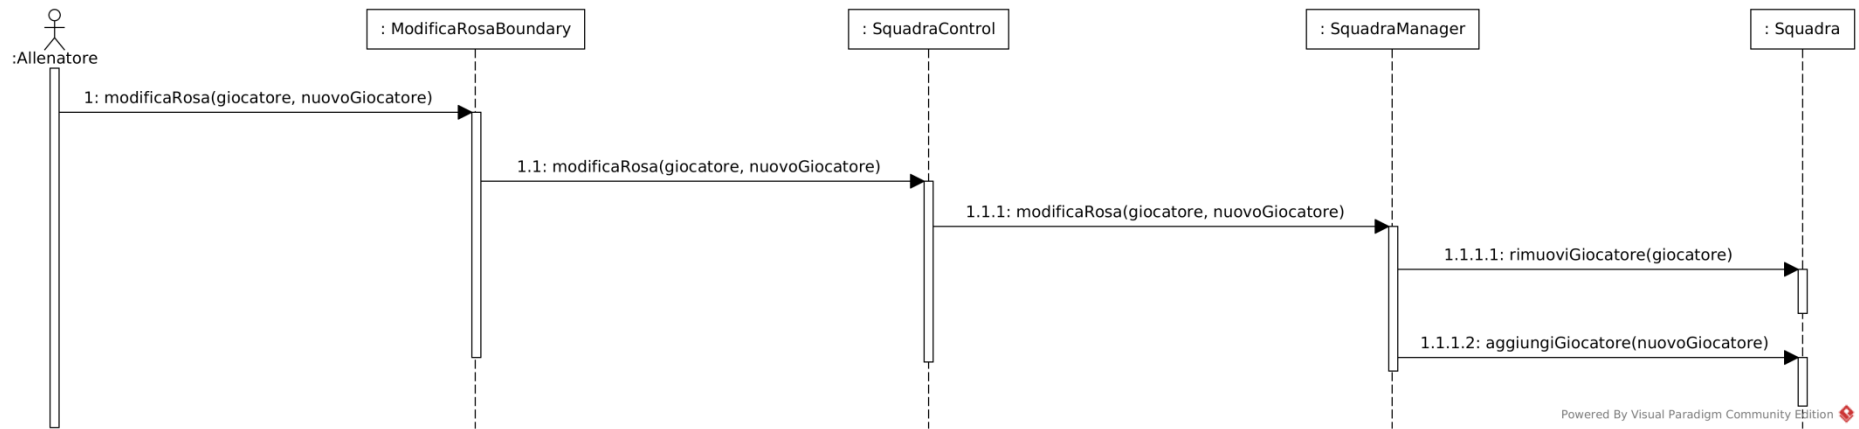 :Allenatore
: ModificaRosaBoundary
: SquadraControl
: SquadraManager
: Squadra
1: modificaRosa(giocatore, nuovoGiocatore)
1.1: modificaRosa(giocatore, nuovoGiocatore)
1.1.1: modificaRosa(giocatore, nuovoGiocatore)
1.1.1.1: rimuoviGiocatore(giocatore)
1.1.1.2: aggiungiGiocatore(nuovoGiocatore)
Powered By Visual Paradigm Community Edition